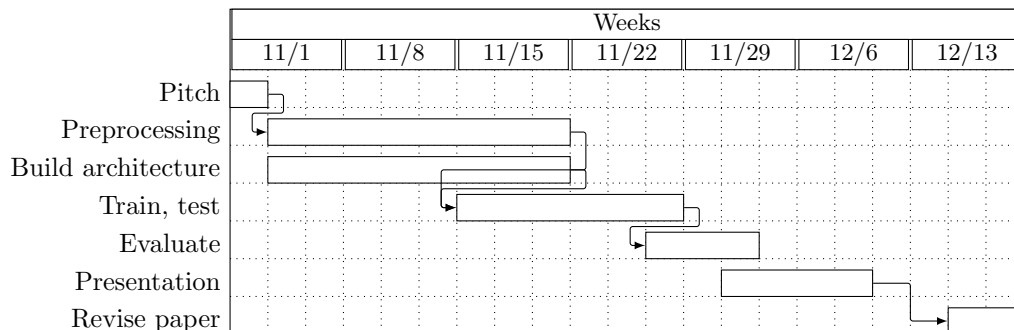 Weeks
11/1 11/8 11/15 11/22 11/29 12/6 12/13
Pitch
Preprocessing
Build architecture
Train, test
Evaluate
Presentation
Revise paper